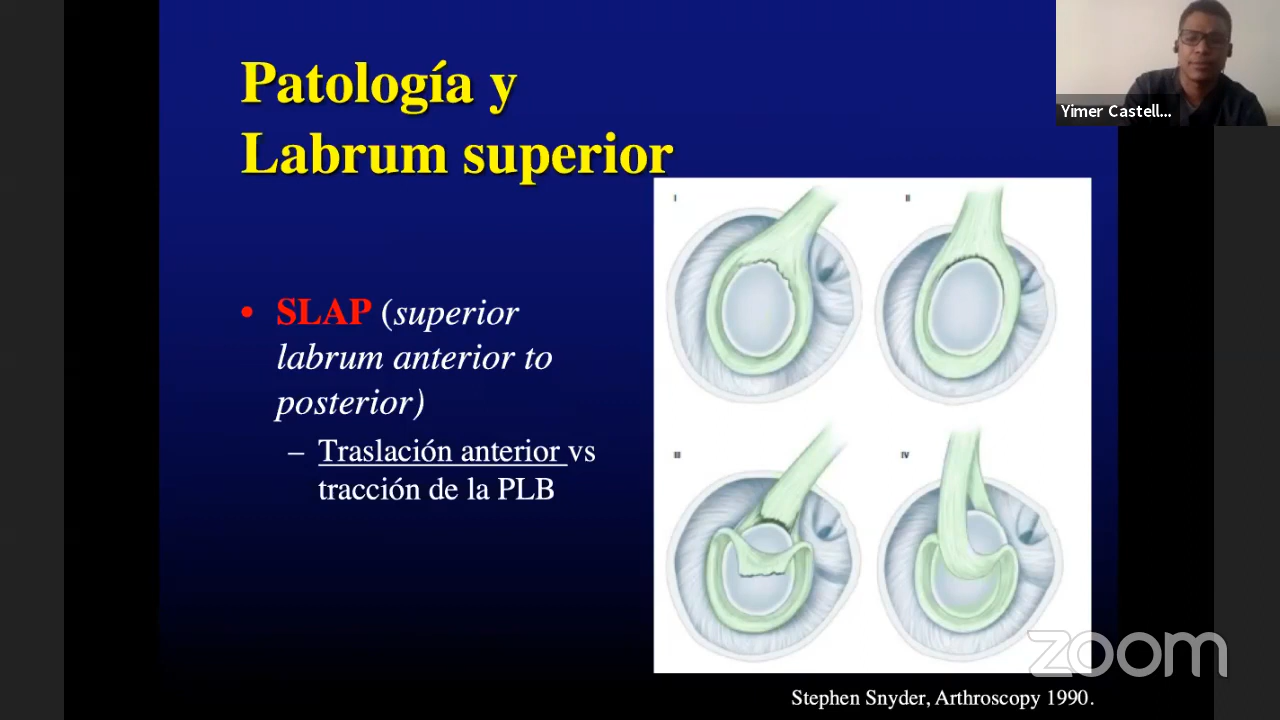 Patología y
Labrum superior
Yimer Castell...
I
II
• SLAP (superior
labrum anterior to
posterior)
– Traslación anterior vs
tracción de la PLB
III
IV
zoom
Stephen Snyder, Arthroscopy 1990.